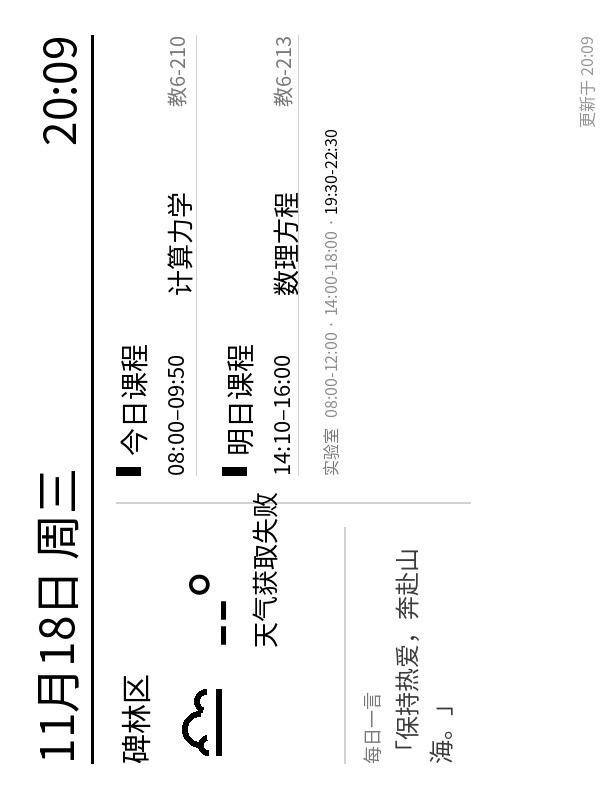 11月18日 周三
20:09
碑林区
--°
天气获取失败
每日一言
「保持热爱，奔赴山
海。」
今日课程
08:00–09:50 计算力学 教6-210
明日课程
14:10–16:00 数理方程 教6-213
实验室 08:00-12:00 · 14:00-18:00 · 19:30-22:30
更新于 20:09